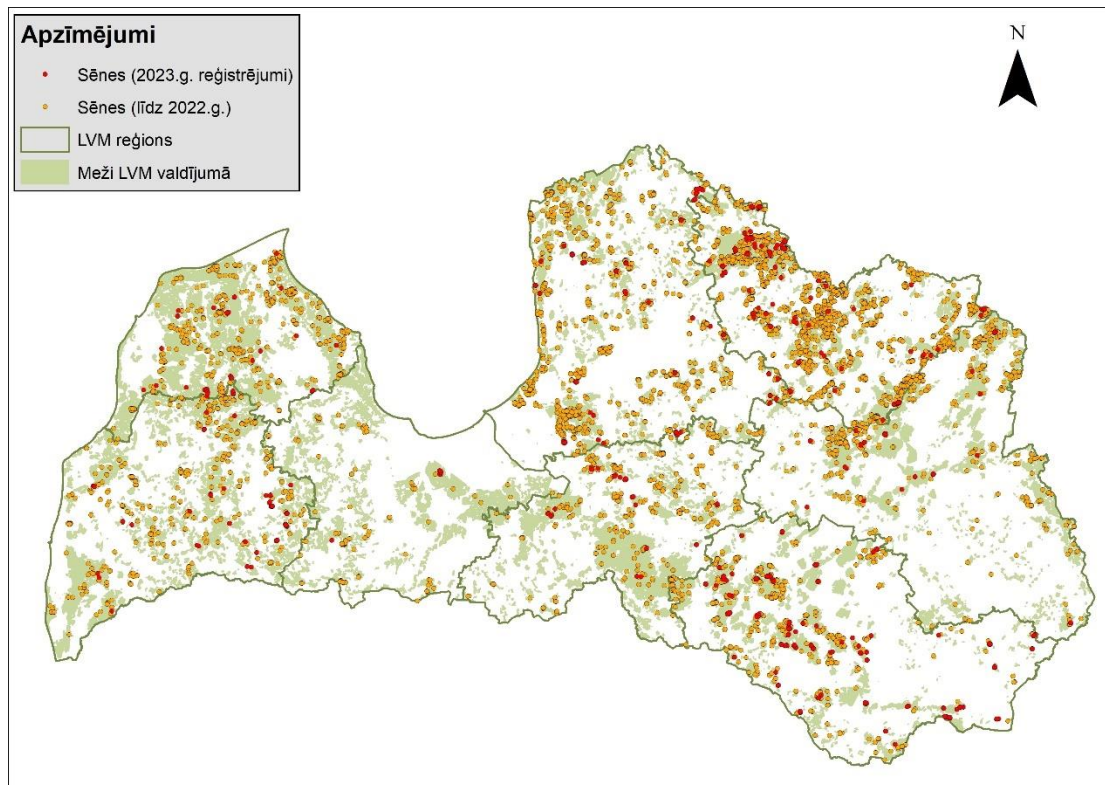 Apzīmējumi
Sēnes (2023.g. reģistrējumi)
Sēnes (līdz 2022.g.)
LVM reģions
Meži LVM valdījumā
N